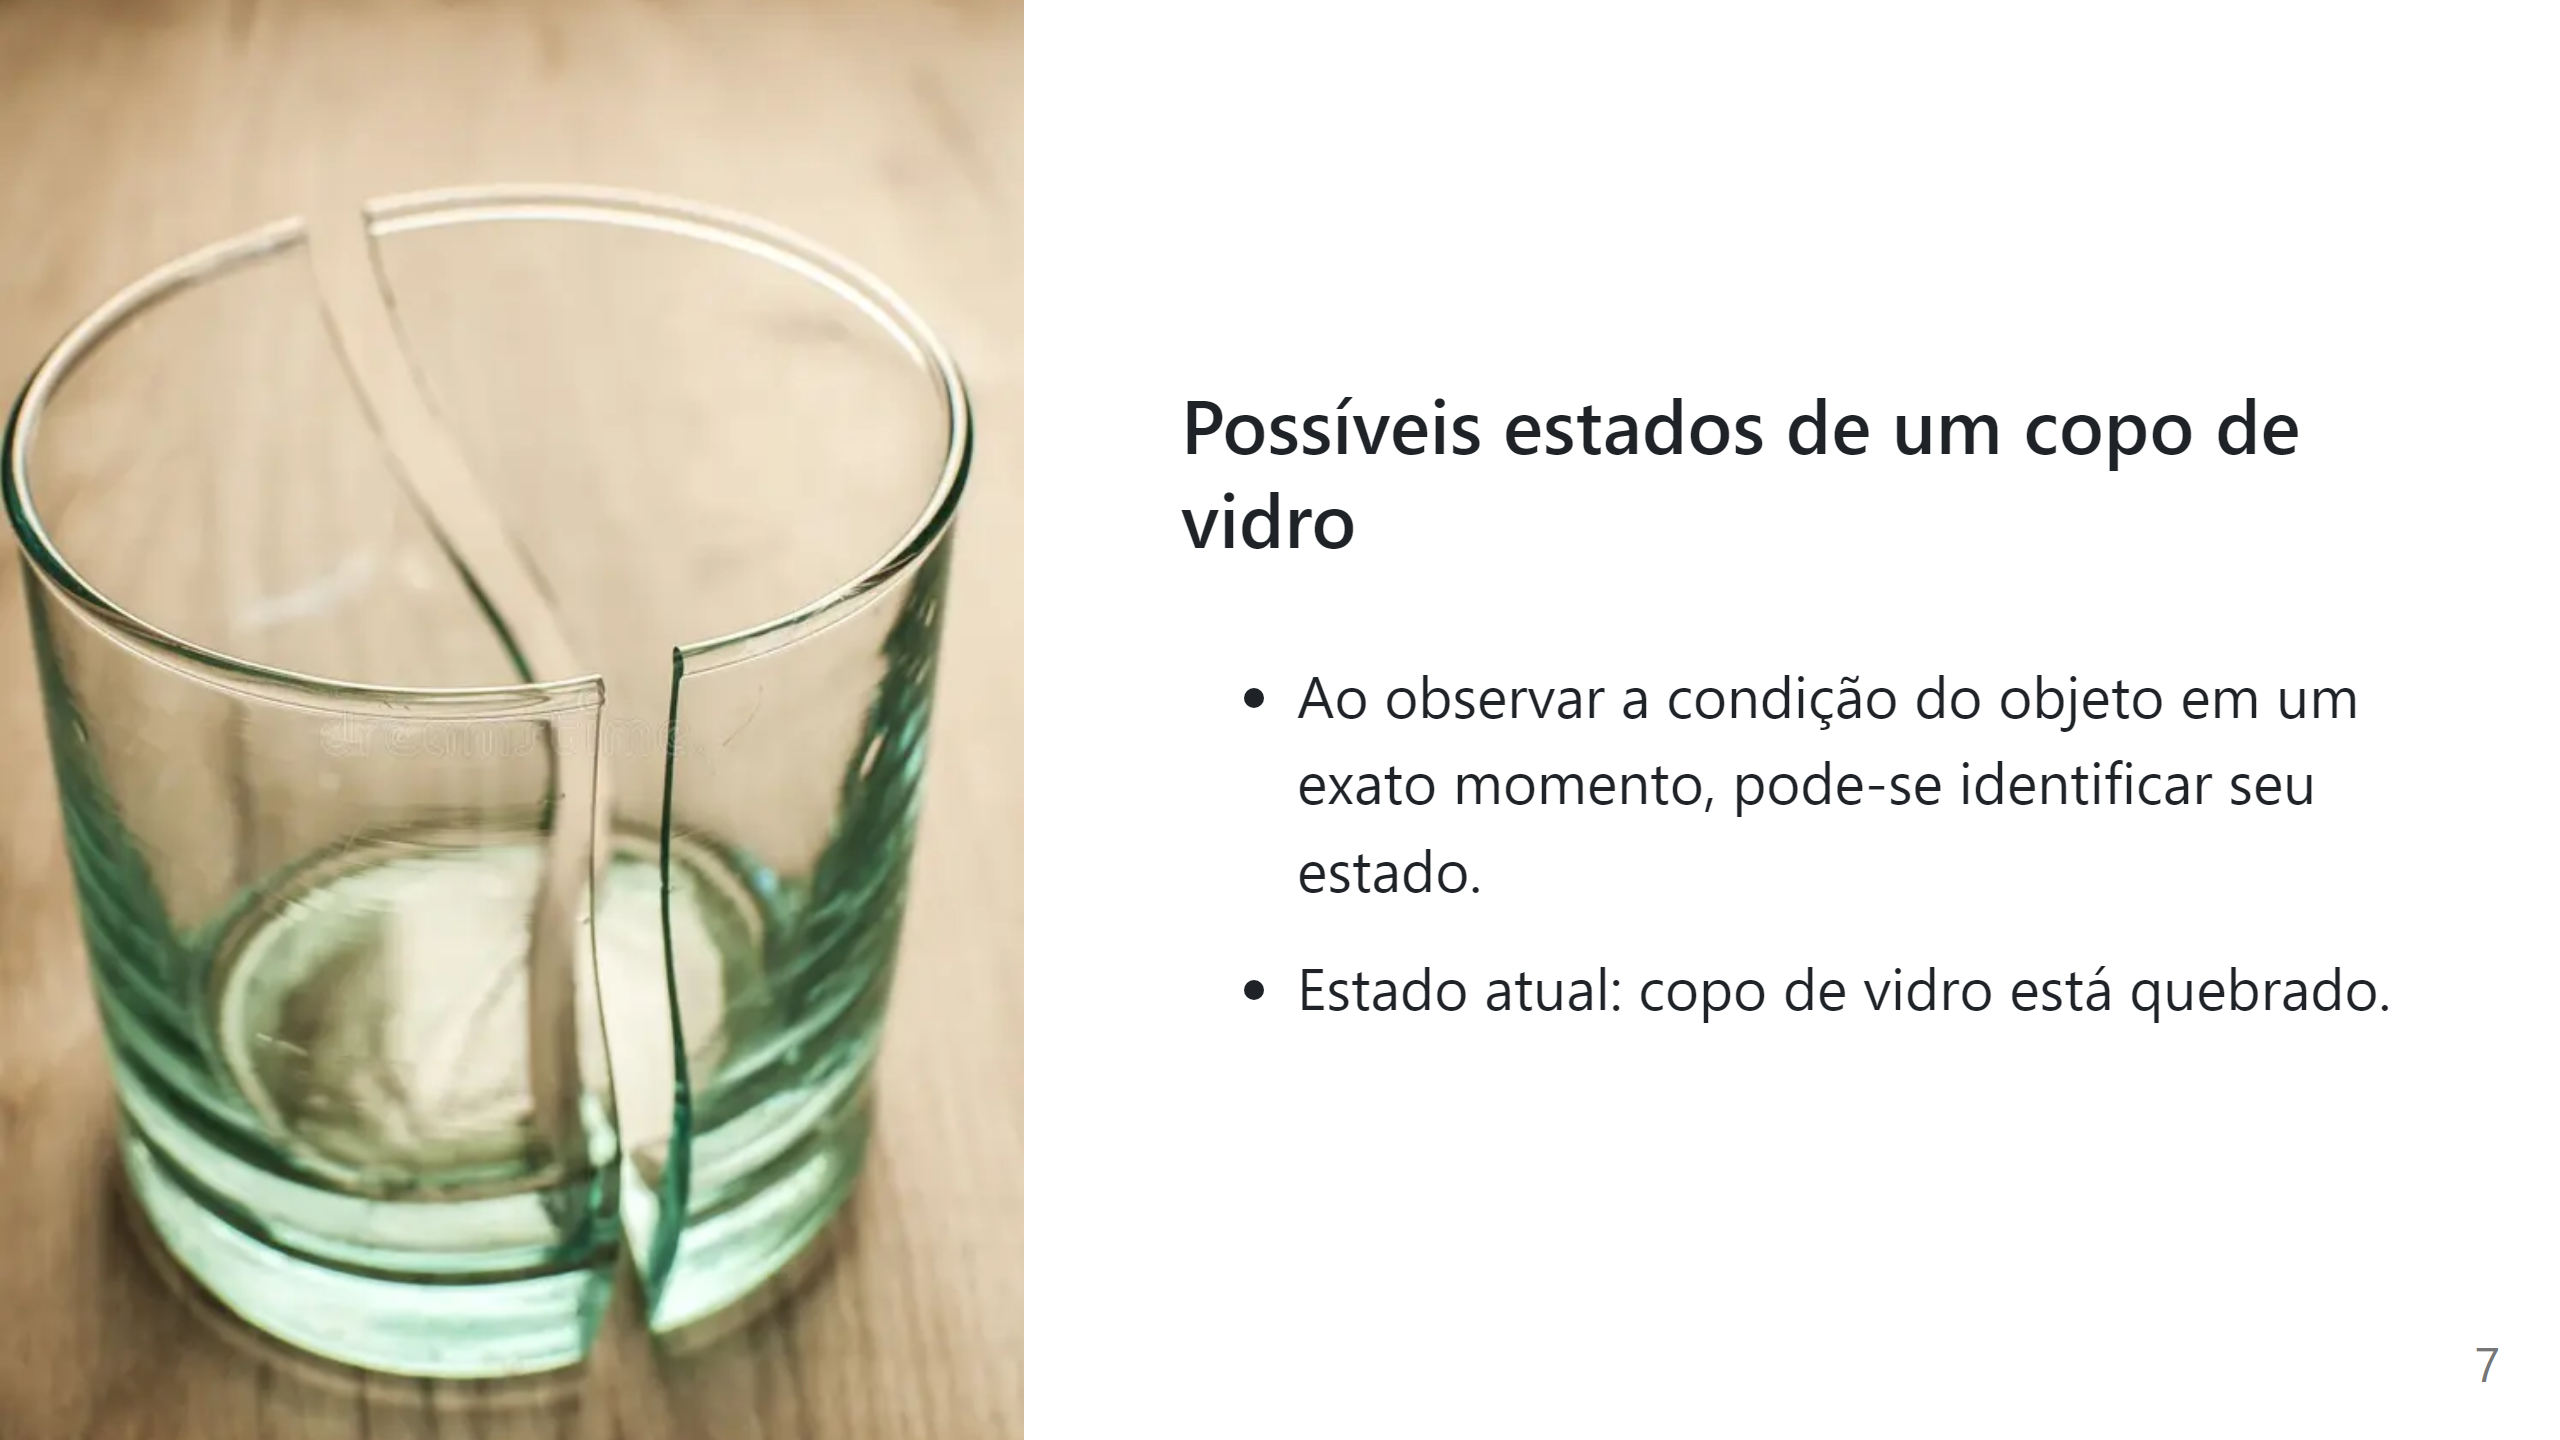 Possíveis estados de um copo de
vidro
• Ao observar a condição do objeto em um
exato momento, pode-se identificar seu
estado.
• Estado atual: copo de vidro está quebrado.
dreamstime.
7